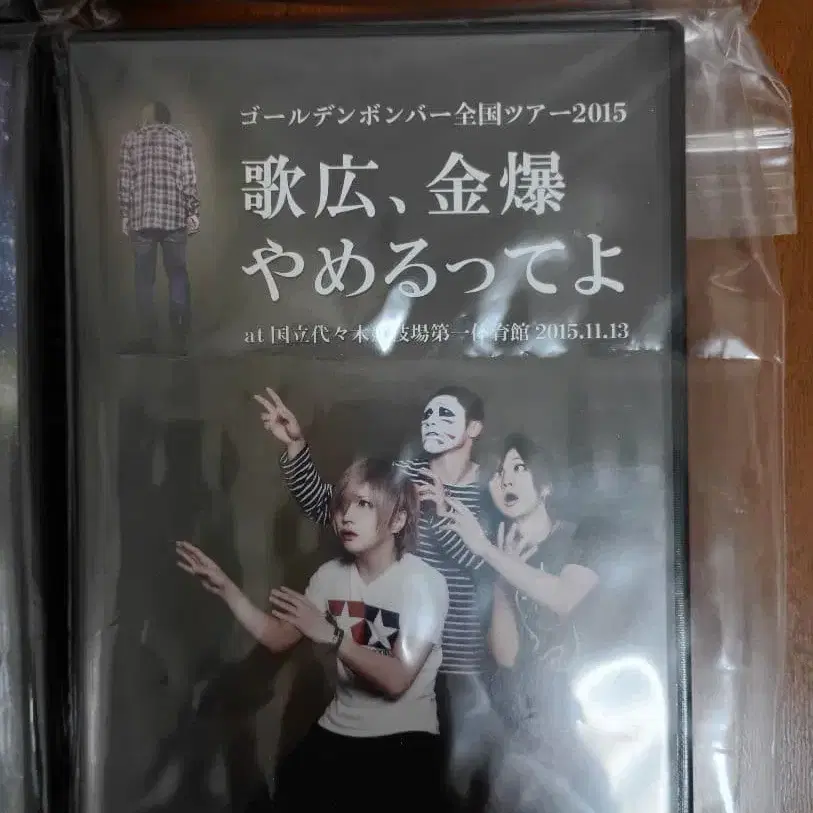 ゴールデンボンバー全国ツアー2015
歌広、金爆
やめるってよ
at 国立代々木競技場第一体育館 2015.11.13